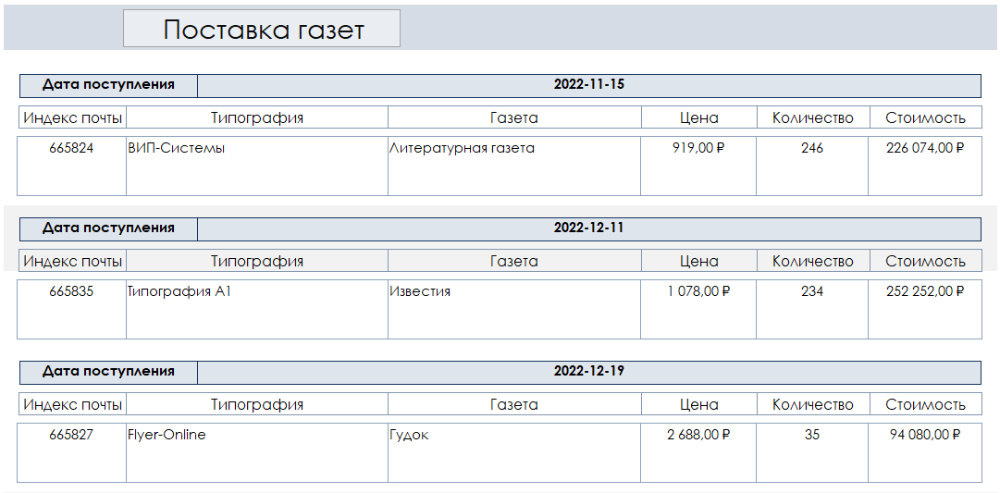 Поставка газет
Дата поступления 2022-11-15
Индекс почты Типография Газета Цена Количество Стоимость
665824 ВИП-Системы Литературная газета 919,00 ₽ 246 226 074,00 ₽
Дата поступления 2022-12-11
Индекс почты Типография Газета Цена Количество Стоимость
665835 Типография А1 Известия 1 078,00 ₽ 234 252 252,00 ₽
Дата поступления 2022-12-19
Индекс почты Типография Газета Цена Количество Стоимость
665827 Flyer-Online Гудок 2 688,00 ₽ 35 94 080,00 ₽